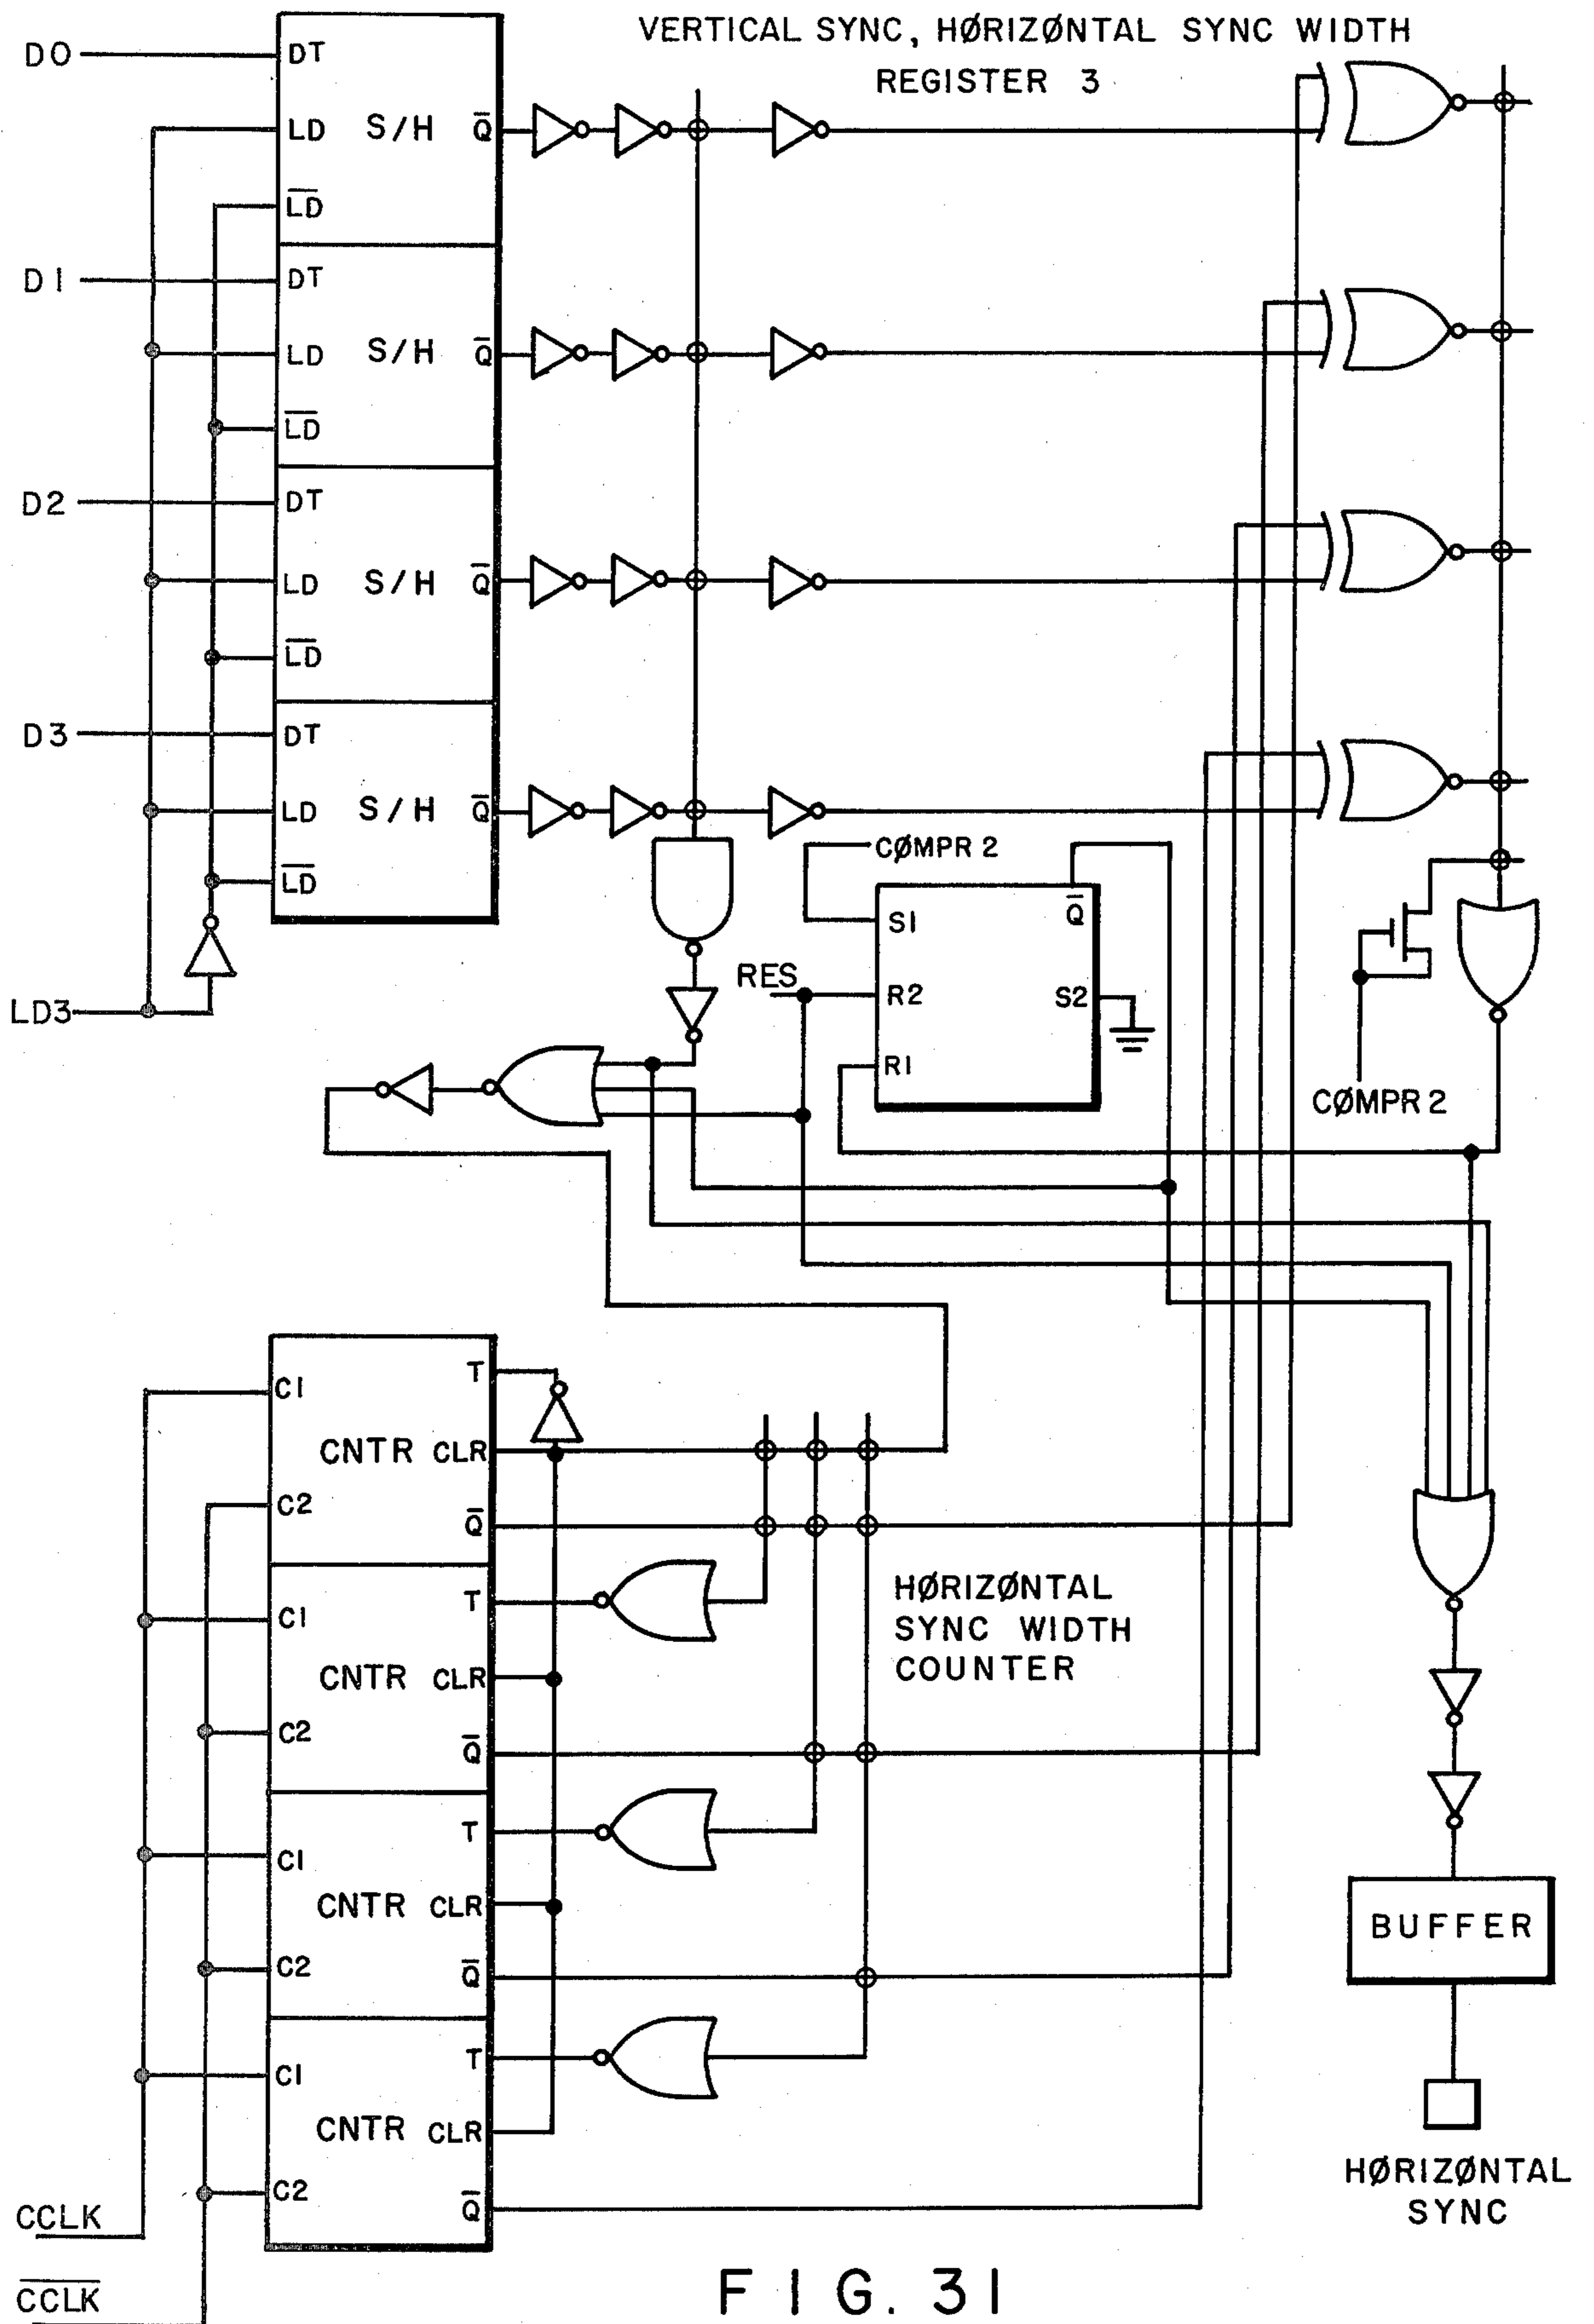 VERTICAL SYNC, HØRIZØNTAL SYNC WIDTH
REGISTER 3
D0
DT
LD
S/H
Q̅
L̅D̅
D1
DT
LD
S/H
Q̅
L̅D̅
D2
DT
LD
S/H
Q̅
L̅D̅
D3
DT
LD
S/H
Q̅
L̅D̅
LD3
CØMPR 2
S1
Q̅
RES
R2
S2
R1
CØMPR 2
T
C1
CNTR CLR
C2
Q̅
T
C1
CNTR CLR
C2
Q̅
HØRIZØNTAL
SYNC WIDTH
COUNTER
T
C1
CNTR CLR
C2
Q̅
BUFFER
T
C1
CNTR CLR
C2
Q̅
HØRIZØNTAL
SYNC
CCLK
C̅C̅L̅K̅
FIG. 31